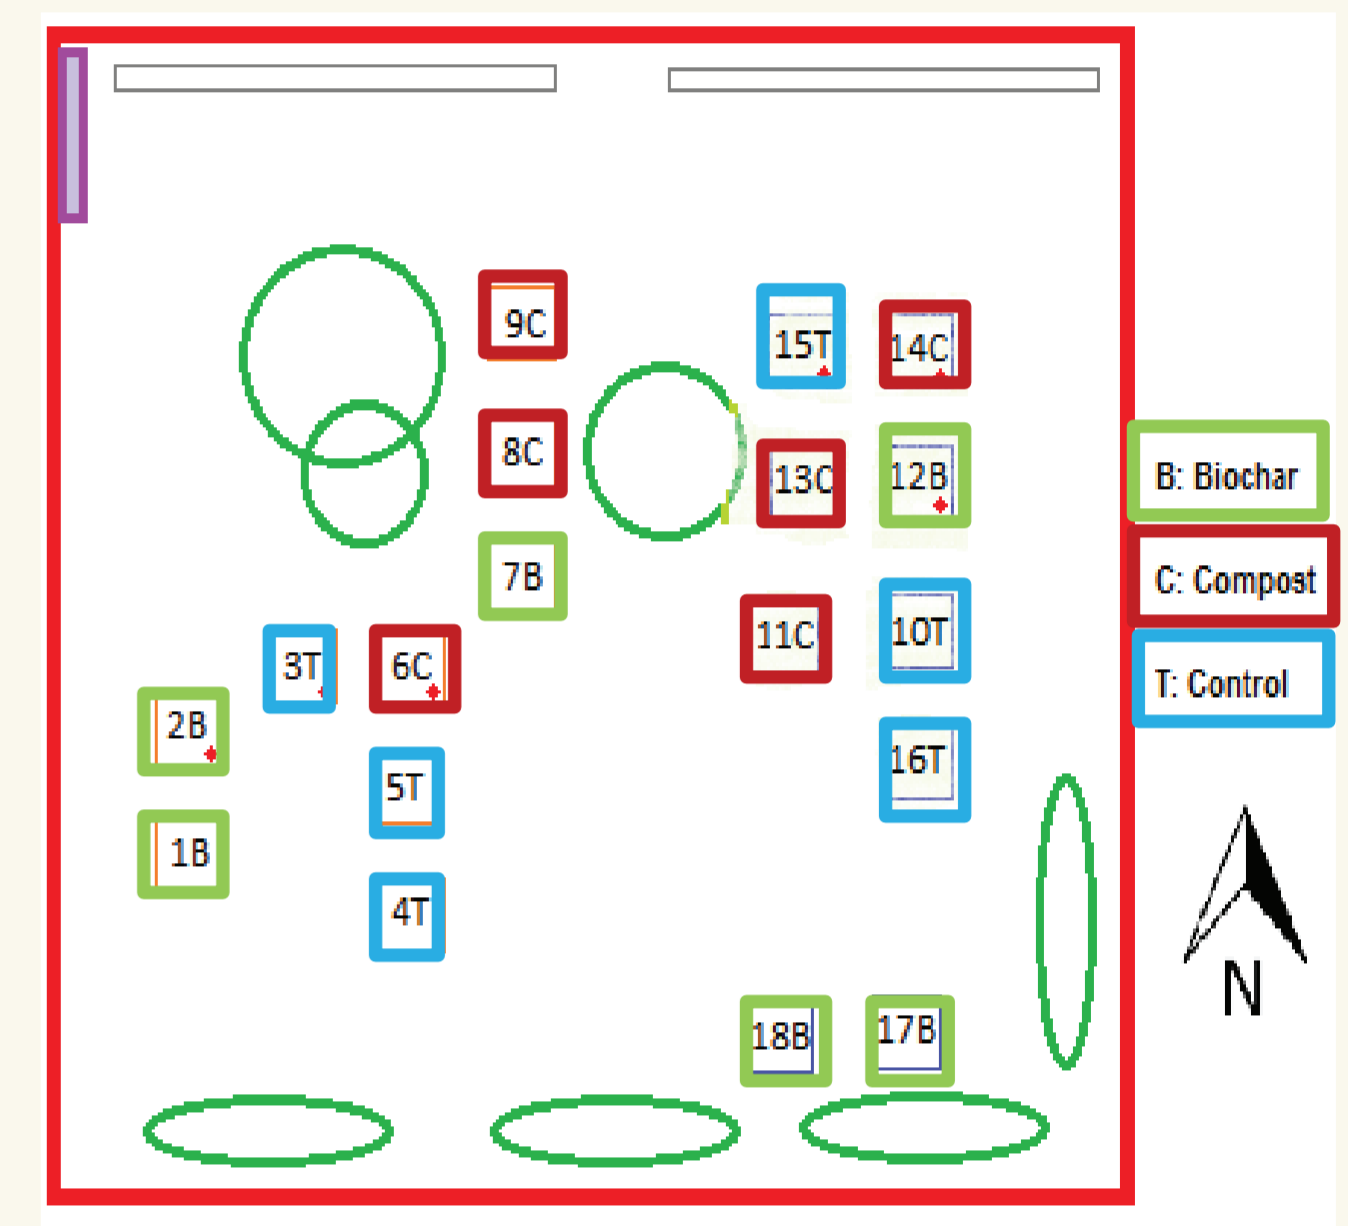 9C
15T
14C
8C
13C
12B
B: Biochar
7B
C: Compost
3T
6C
11C
10T
T: Control
2B
5T
16T
1B
4T
N
18B
17B